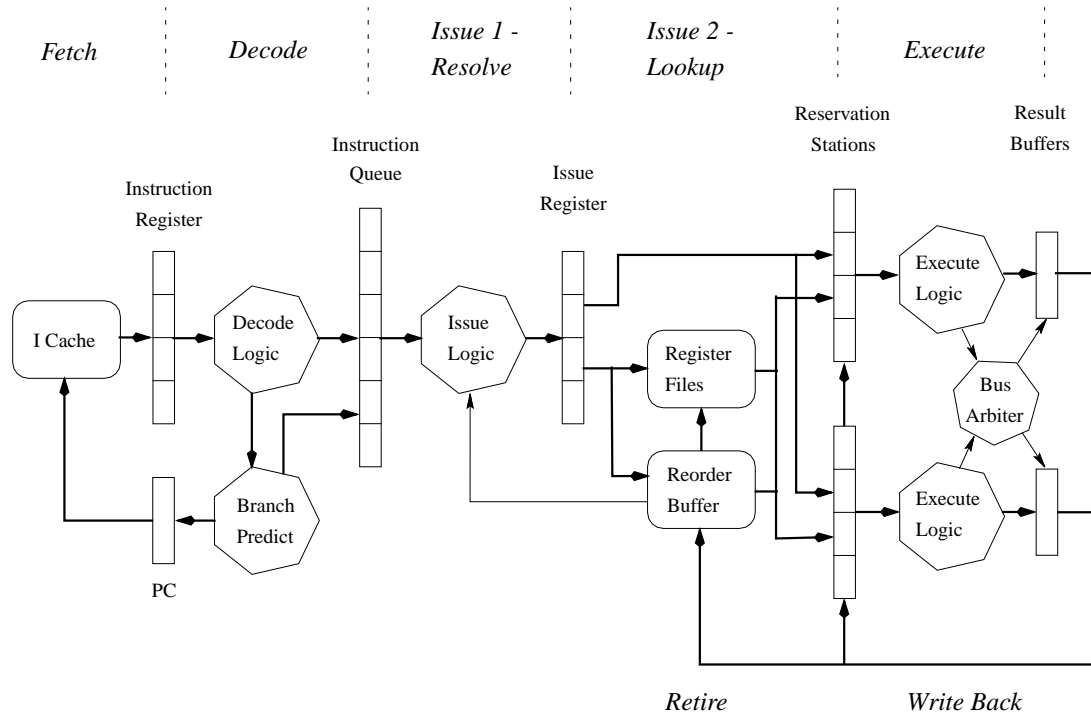 Fetch
Decode
Issue 1 -
Resolve
Issue 2 -
Lookup
Execute
Reservation
Stations
Result
Buffers
Instruction
Queue
Issue
Register
Instruction
Register
I Cache
Decode
Logic
Issue
Logic
Register
Files
Execute
Logic
Bus
Arbiter
Branch
Predict
Reorder
Buffer
Execute
Logic
PC
Retire
Write Back